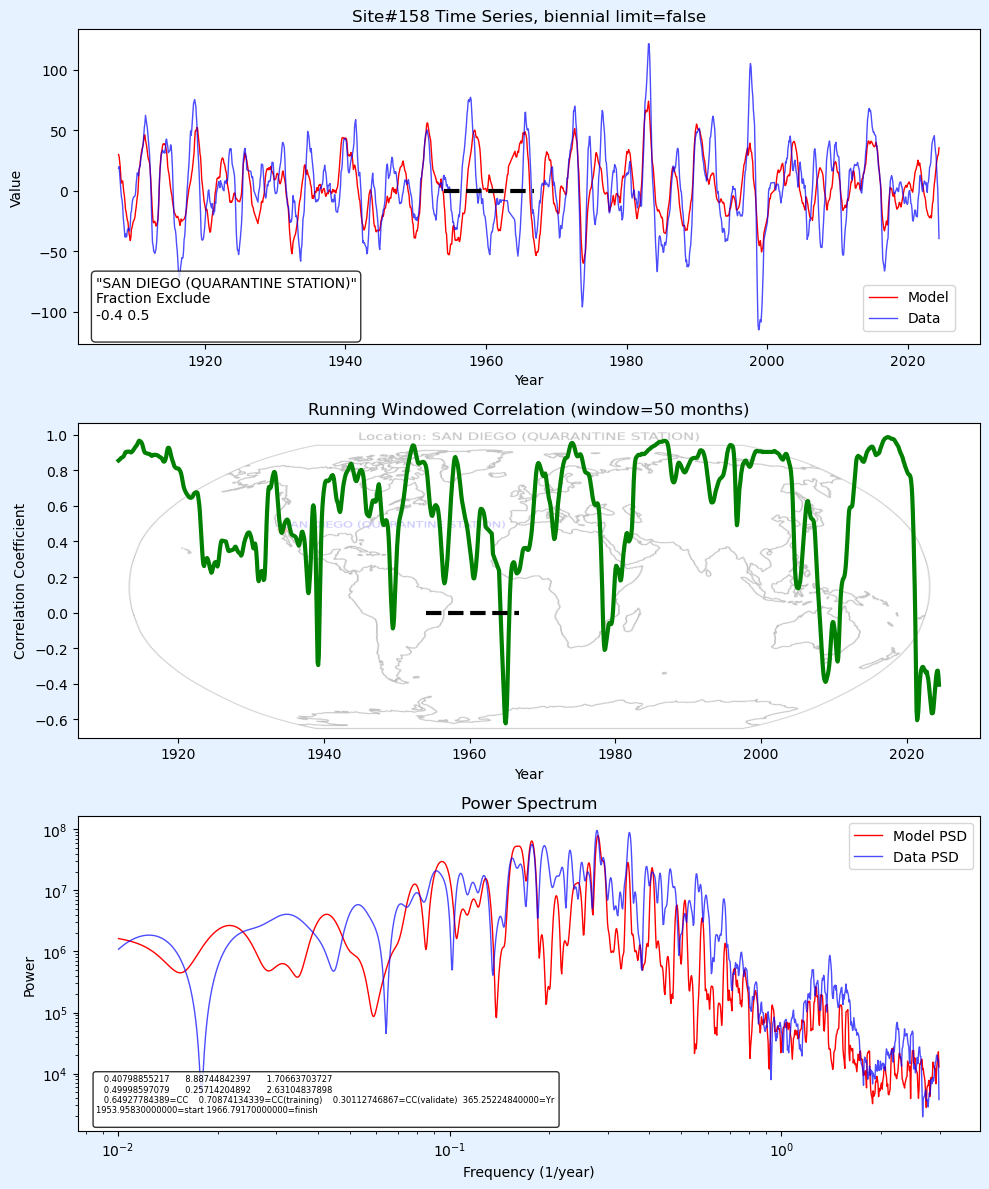 Site#158 Time Series, biennial limit=false
Value
100
50
0
−50
−100
"SAN DIEGO (QUARANTINE STATION)"
Fraction Exclude
-0.4 0.5
Model
Data
1920 1940 1960 1980 2000 2020
Year
Running Windowed Correlation (window=50 months)
Location: SAN DIEGO (QUARANTINE STATION)
SAN DIEGO (QUARANTINE STATION)
Correlation Coefficient
1.0
0.8
0.6
0.4
0.2
0.0
−0.2
−0.4
−0.6
1920 1940 1960 1980 2000 2020
Year
Power Spectrum
Model PSD
Data PSD
Power
10^8
10^7
10^6
10^5
10^4
0.40798855217 8.88744842397 1.70663703727
0.49998597079 0.25714204892 2.63104837898
0.64927784389=CC 0.70874134339=CC(training) 0.30112746867=CC(validate) 365.25224840000=Yr
1953.95830000000=start 1966.79170000000=finish
10^−2 10^−1 10^0
Frequency (1/year)